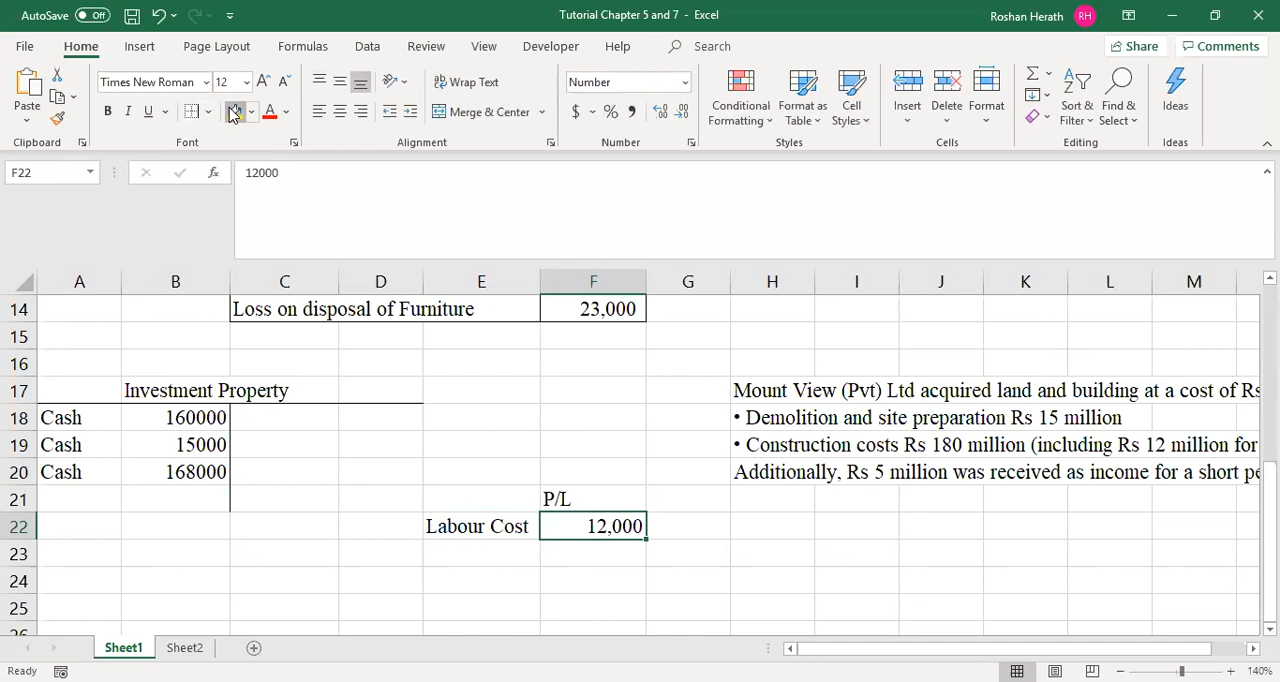 AutoSave Off Tutorial Chapter 5 and 7 - Excel Roshan Herath RH
File Home Insert Page Layout Formulas Data Review View Developer Help Search Share Comments
Times New Roman 12 A A Wrap Text Number
Paste B I U A Merge & Center $ % Conditional Formatting Format as Table Cell Styles Insert Delete Format Sort & Filter Find & Select Ideas
Clipboard Font Alignment Number Styles Cells Editing Ideas
F22 fx 12000
A B C D E F G H I J K L M
14 Loss on disposal of Furniture 23,000
15
16
17 Investment Property Mount View (Pvt) Ltd acquired land and building at a cost of Rs
18 Cash 160000 • Demolition and site preparation Rs 15 million
19 Cash 15000 • Construction costs Rs 180 million (including Rs 12 million for
20 Cash 168000 Additionally, Rs 5 million was received as income for a short pe
21 P/L
22 Labour Cost 12,000
23
24
25
26
Sheet1 Sheet2
Ready 140%